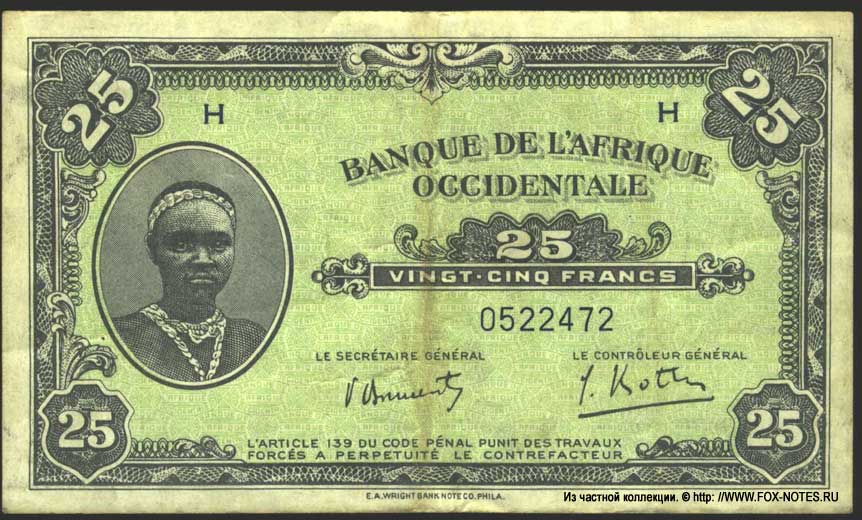 25
25
H
H
BANQUE DE L'AFRIQUE
OCCIDENTALE
25
VINGT-CINQ FRANCS
0522472
LE SECRÉTAIRE GÉNÉRAL
LE CONTRÔLEUR GÉNÉRAL
25
25
L'ARTICLE 139 DU CODE PÉNAL PUNIT DES TRAVAUX
FORCÉS A PERPETUITÉ LE CONTREFACTEUR
E.A.WRIGHT BANK NOTE CO. PHILA.
Из частной коллекции. © http: //WWW.FOX-NOTES.РУ